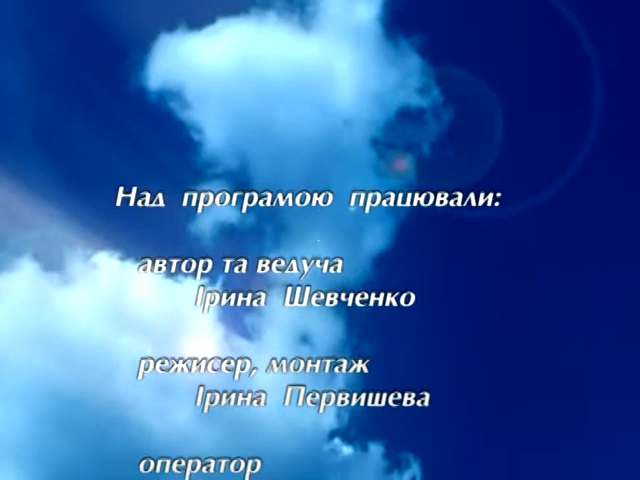 Над програмою працювали:
автор та ведуча
Ірина Шевченко
режисер, монтаж
Ірина Первишева
оператор